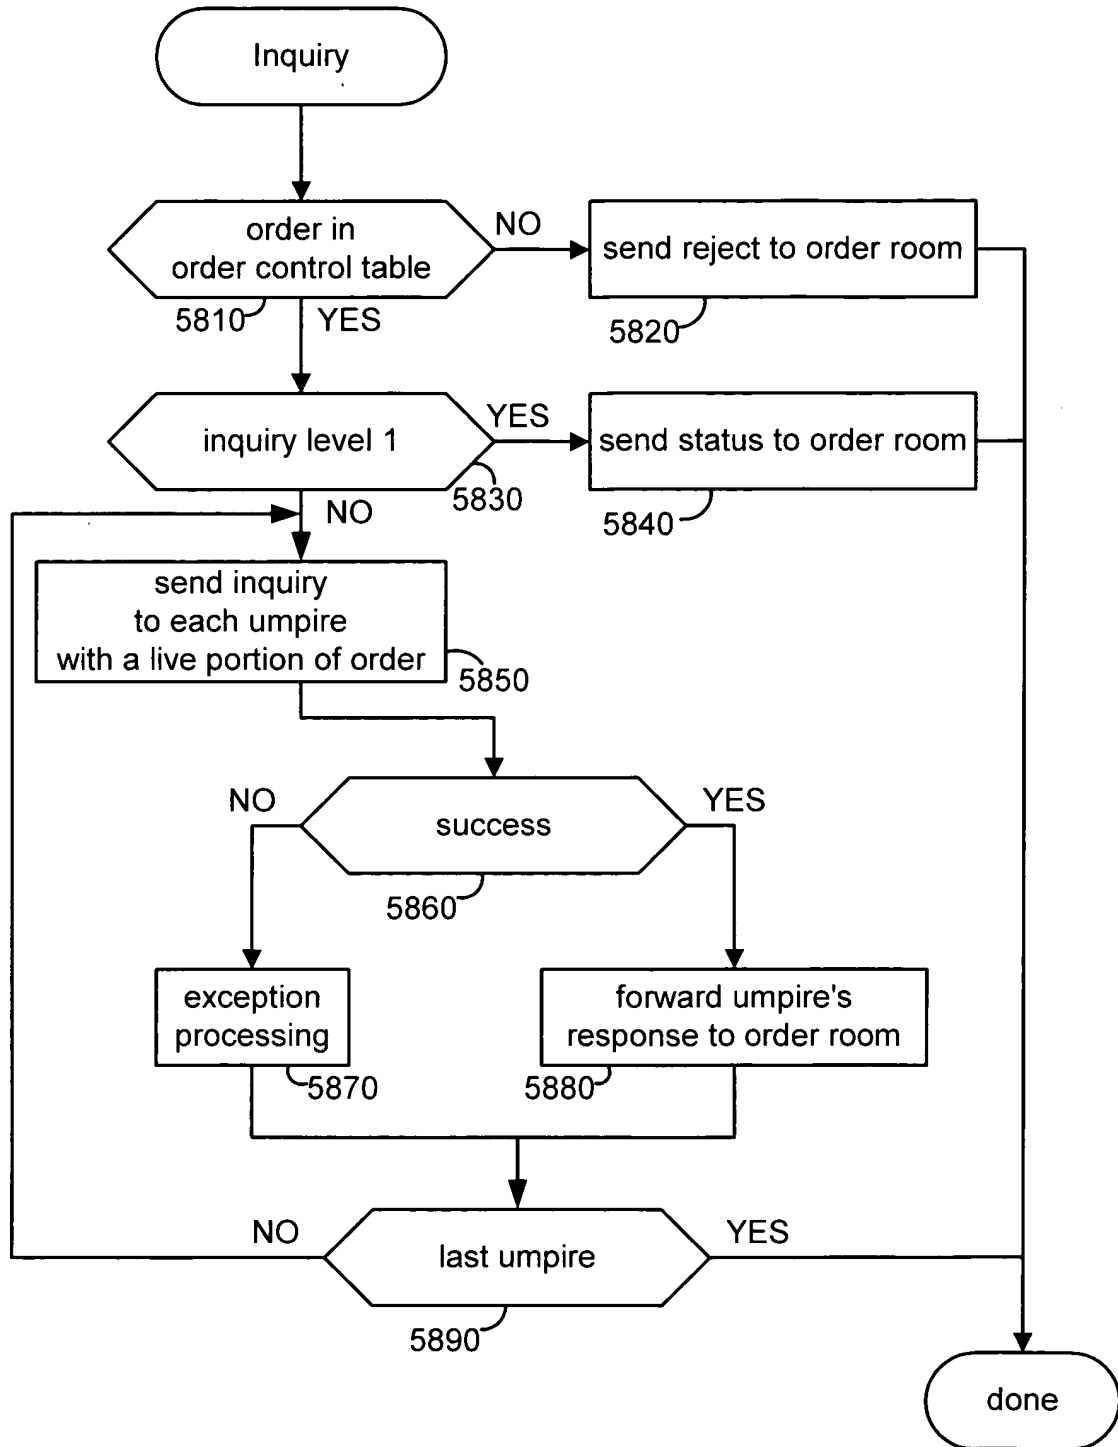 Inquiry
order in
order control table
NO
send reject to order room
5810
YES
5820
inquiry level 1
YES
send status to order room
5830
5840
NO
send inquiry
to each umpire
with a live portion of order
5850
NO
success
YES
5860
exception
processing
forward umpire's
response to order room
5870
5880
NO
last umpire
YES
5890
done